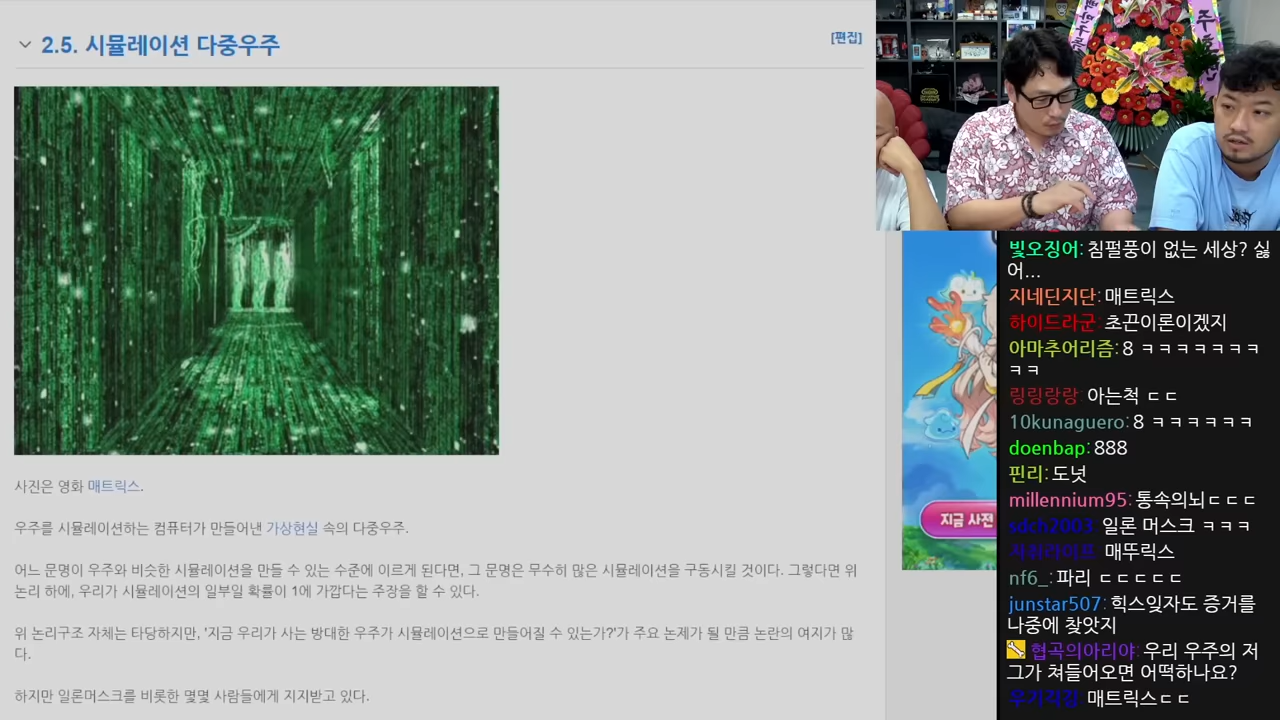 2.5. 시뮬레이션 다중우주
[편집]
사진은 영화 매트릭스.
우주를 시뮬레이션하는 컴퓨터가 만들어낸 가상현실 속의 다중우주.
어느 문명이 우주와 비슷한 시뮬레이션을 만들 수 있는 수준에 이르게 된다면, 그 문명은 무수히 많은 시뮬레이션을 구동시킬 것이다. 그렇다면 위
논리 하에, 우리가 시뮬레이션의 일부일 확률이 1에 가깝다는 주장을 할 수 있다.
위 논리구조 자체는 타당하지만, '지금 우리가 사는 방대한 우주가 시뮬레이션으로 만들어질 수 있는가?'가 주요 논제가 될 만큼 논란의 여지가 많
다.
하지만 일론머스크를 비롯한 몇몇 사람들에게 지지받고 있다.
지금 사전
빛오징어: 침펄풍이 없는 세상? 싫
어...
지네딘지단: 매트릭스
하이드라군: 초끈이론이겠지
아마추어리즘: 8 ㅋㅋㅋㅋㅋㅋㅋ
ㅋㅋ
링링랑랑: 아는척 ㄷㄷ
10kunaguero: 8 ㅋㅋㅋㅋㅋㅋ
doenbap: 888
핀리: 도넛
millennium95: 통속의뇌ㄷㄷㄷ
sdch2003: 일론 머스크 ㅋㅋㅋ
매뚜릭스
nf6_: 파리 ㄷㄷㄷㄷㄷ
junstar507: 힉스잊자도 증거를
나중에 찾앗지
협곡의아리야: 우리 우주의 저
그가 쳐들어오면 어떡하나요?
매트릭스ㄷㄷ